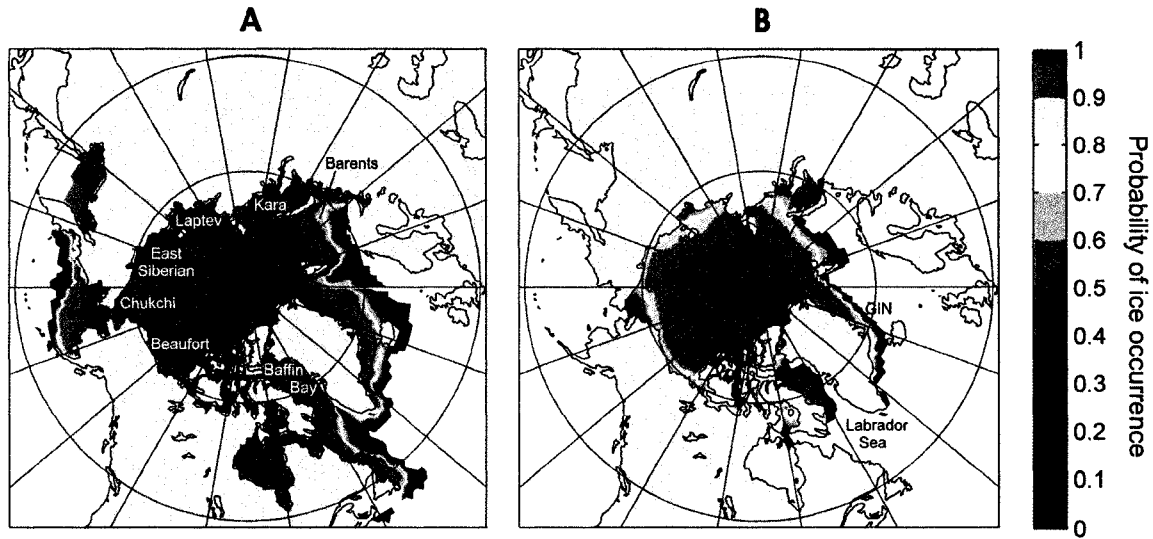 A
B
Barents
Kara
Laptev
East
Siberian
Chukchi
Beaufort
Baffin
Bay
GIN
Labrador
Sea
1
0.9
0.8
0.7
0.6
0.5
0.4
0.3
0.2
0.1
0
Probability of ice occurrence